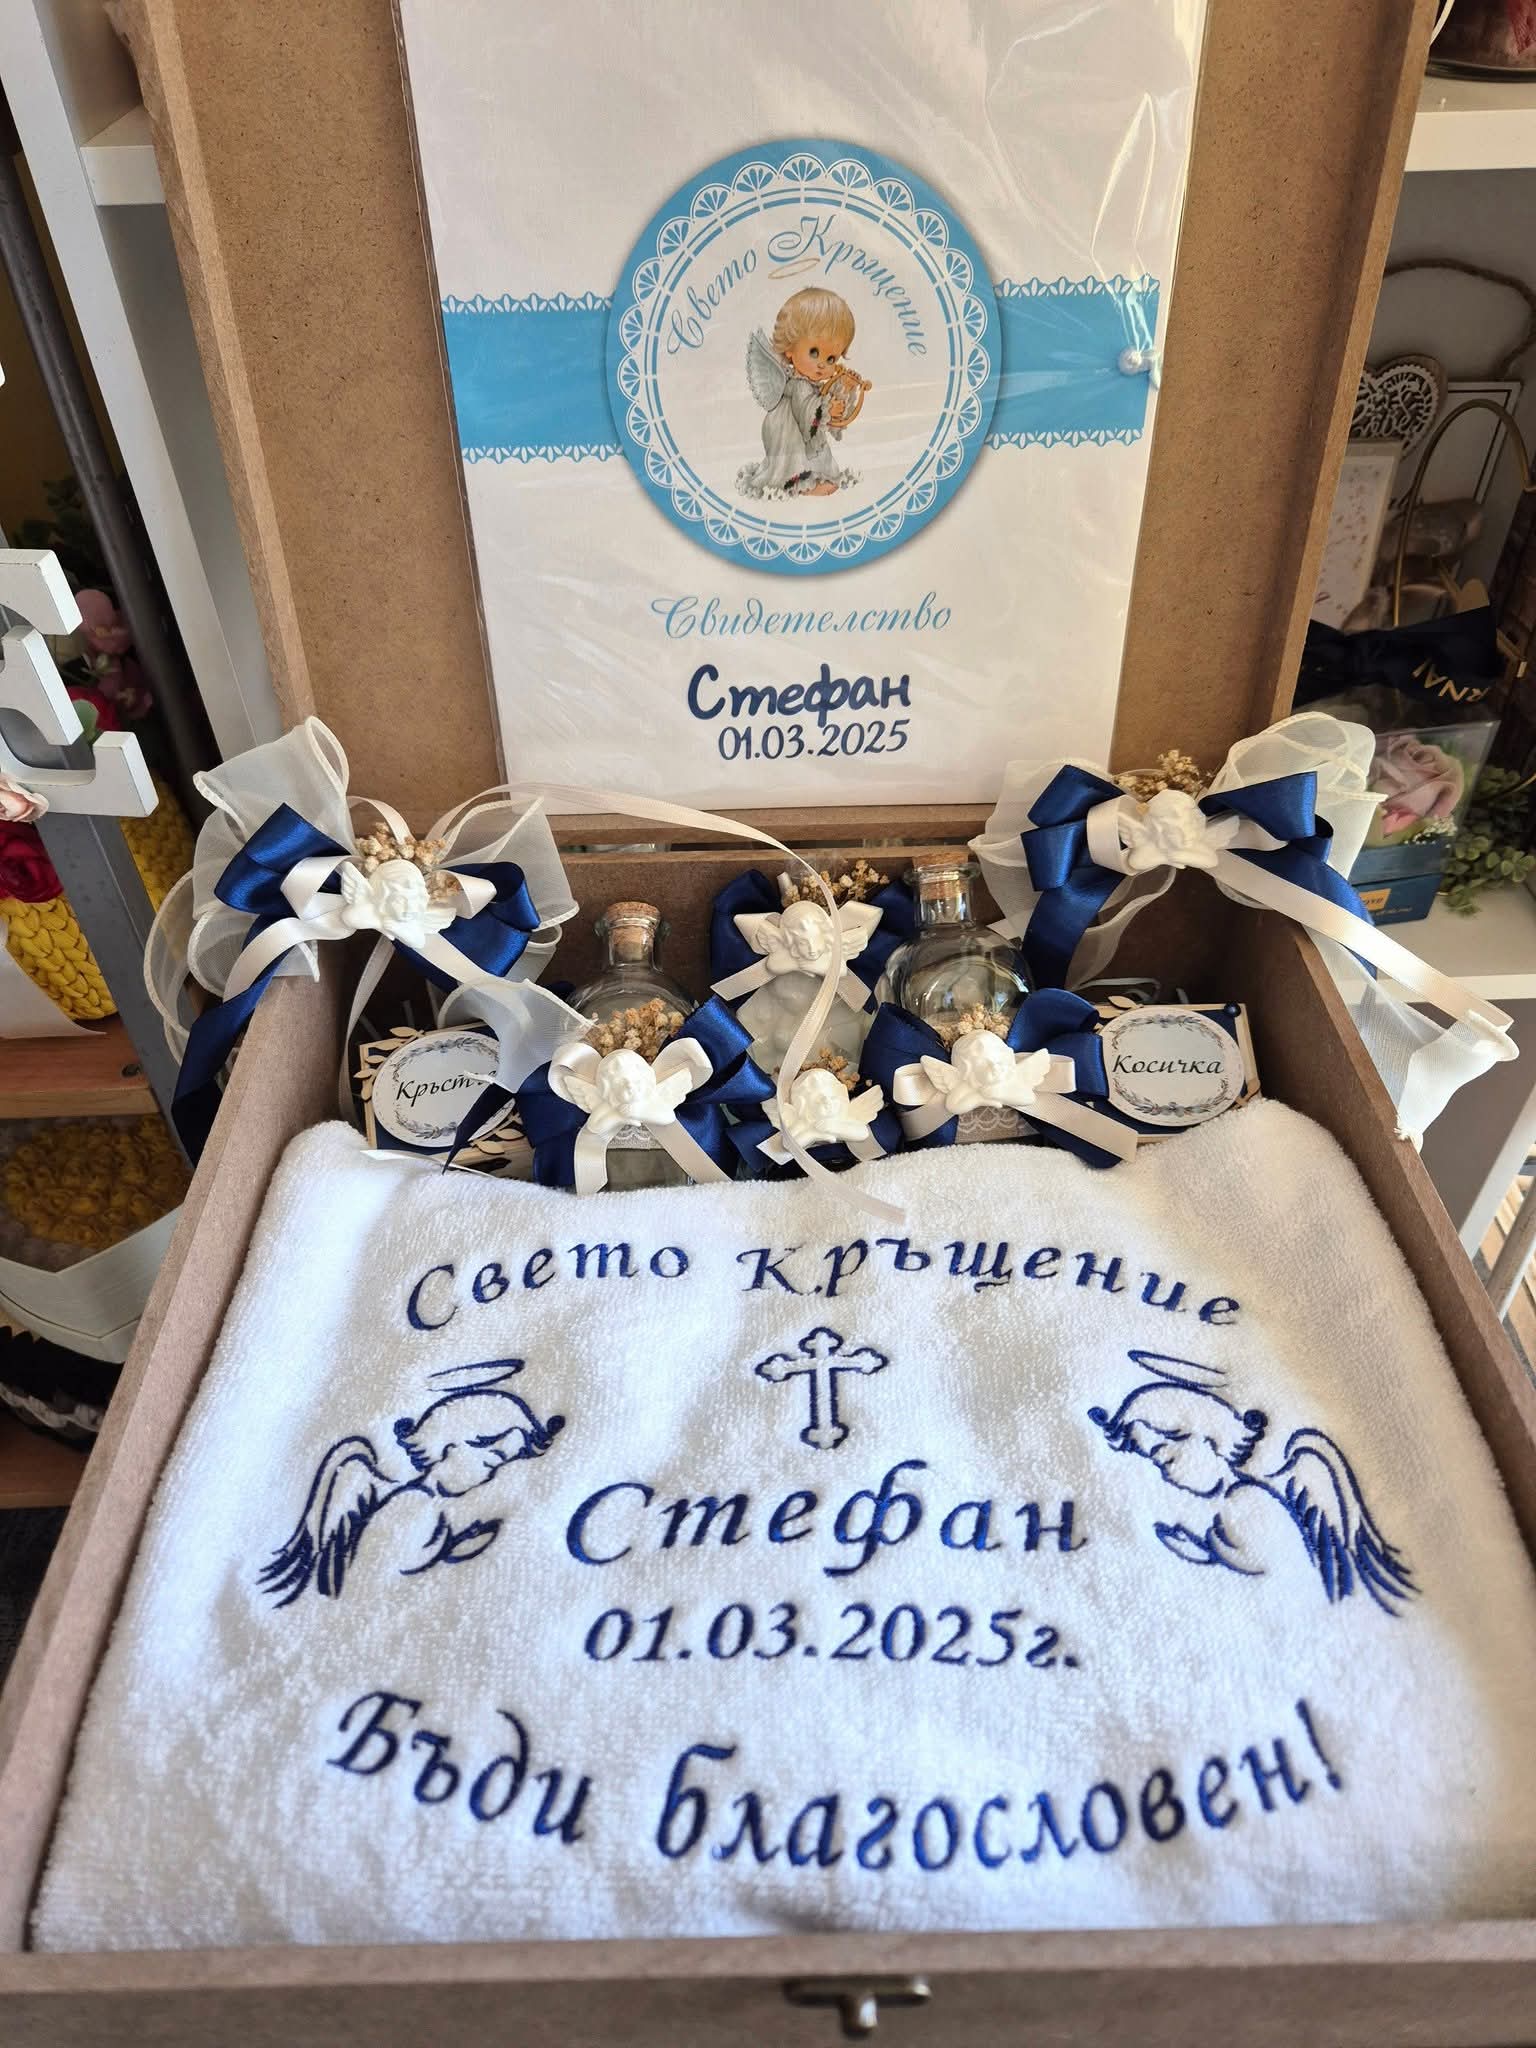 Свето Кръщение
Свидетелство
Стефан
01.03.2025
Косичка
Свето Кръщение
Стефан
01.03.2025г.
Бъди благословен!